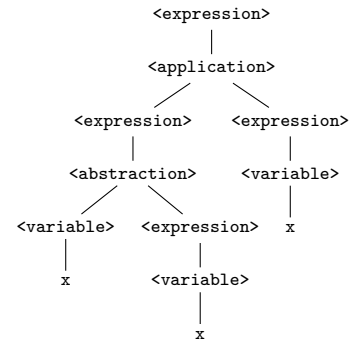 <expression>
<application>
<expression> <expression>
<abstraction> <variable>
<variable> <expression> x
x <variable>
x